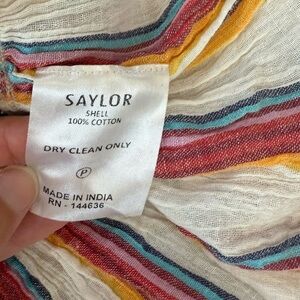 SAYLOR
SHELL
100% COTTON
DRY CLEAN ONLY
P
MADE IN INDIA
RN - 144636